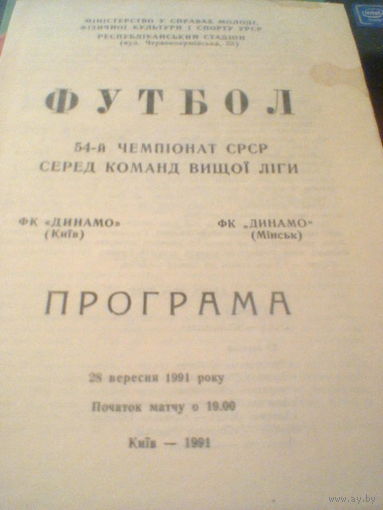 МІНІСТЕРСТВО У СПРАВАХ МОЛОДІ,
ФІЗИЧНОЇ КУЛЬТУРИ І СПОРТУ УРСР
РЕСПУБЛІКАНСЬКИЙ СТАДІОН
(вул. Червоноармійська, 55)
ФУТБОЛ
54-й ЧЕМПІОНАТ СРСР
СЕРЕД КОМАНД ВИЩОЇ ЛІГИ
ФК «ДИНАМО» ФК „ДИНАМО“
(Київ) (Мінськ)
ПРОГРАМА
28 вересня 1991 року
Початок матчу о 19.00
Київ — 1991
www.ay.by
intel